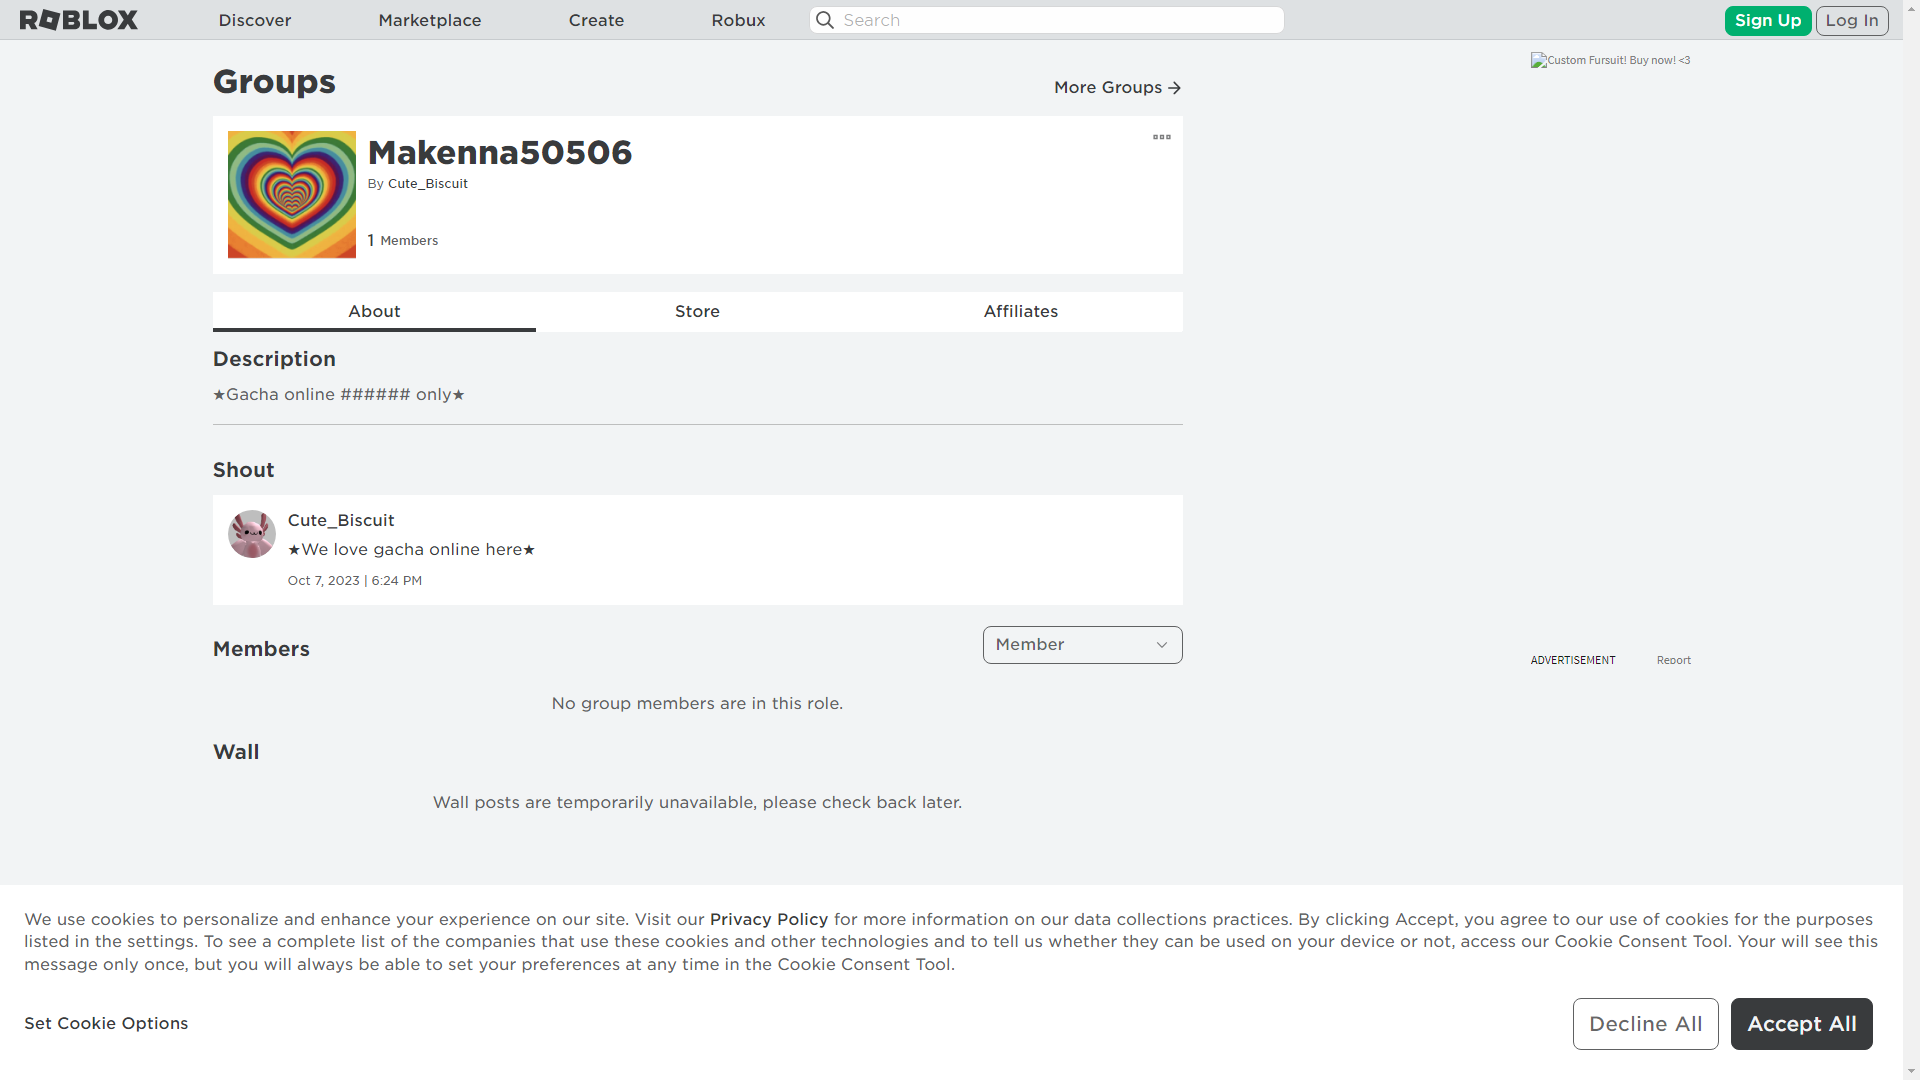 ROBLOX
Discover
Marketplace
Create
Robux
Search
Sign Up
Log In
Custom Fursuit! Buy now! <3
Groups
More Groups
Makenna50506
By Cute_Biscuit
1 Members
About
Store
Affiliates
Description
★Gacha online ###### only★
Shout
Cute_Biscuit
★We love gacha online here★
Oct 7, 2023 | 6:24 PM
Members
Member
ADVERTISEMENT
Report
No group members are in this role.
Wall
Wall posts are temporarily unavailable, please check back later.
We use cookies to personalize and enhance your experience on our site. Visit our Privacy Policy for more information on our data collections practices. By clicking Accept, you agree to our use of cookies for the purposes
listed in the settings. To see a complete list of the companies that use these cookies and other technologies and to tell us whether they can be used on your device or not, access our Cookie Consent Tool. Your will see this
message only once, but you will always be able to set your preferences at any time in the Cookie Consent Tool.
Set Cookie Options
Decline All
Accept All